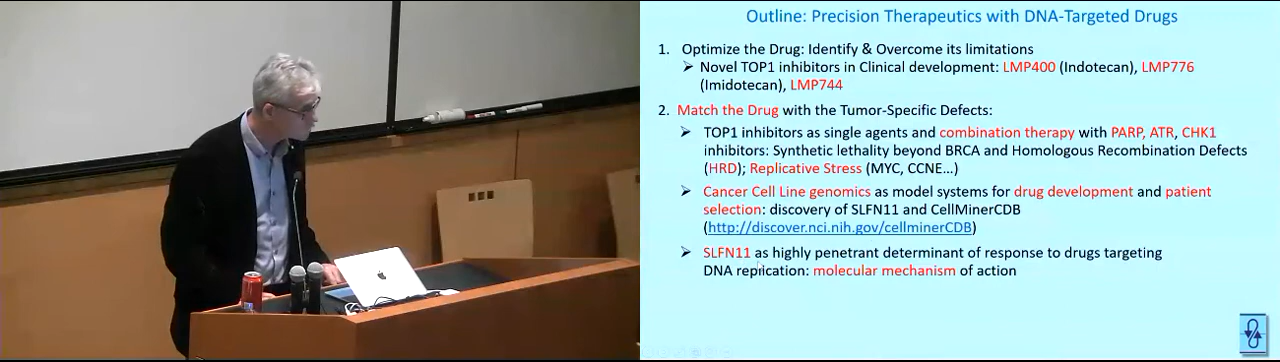 Outline: Precision Therapeutics with DNA-Targeted Drugs
1. Optimize the Drug: Identify & Overcome its limitations
➢ Novel TOP1 inhibitors in Clinical development: LMP400 (Indotecan), LMP776
(Imidotecan), LMP744
2. Match the Drug with the Tumor-Specific Defects:
➢ TOP1 inhibitors as single agents and combination therapy with PARP, ATR, CHK1
inhibitors: Synthetic lethality beyond BRCA and Homologous Recombination Defects
(HRD); Replicative Stress (MYC, CCNE...)
➢ Cancer Cell Line genomics as model systems for drug development and patient
selection: discovery of SLFN11 and CellMinerCDB
(http://discover.nci.nih.gov/cellminerCDB)
➢ SLFN11 as highly penetrant determinant of response to drugs targeting
DNA replication: molecular mechanism of action